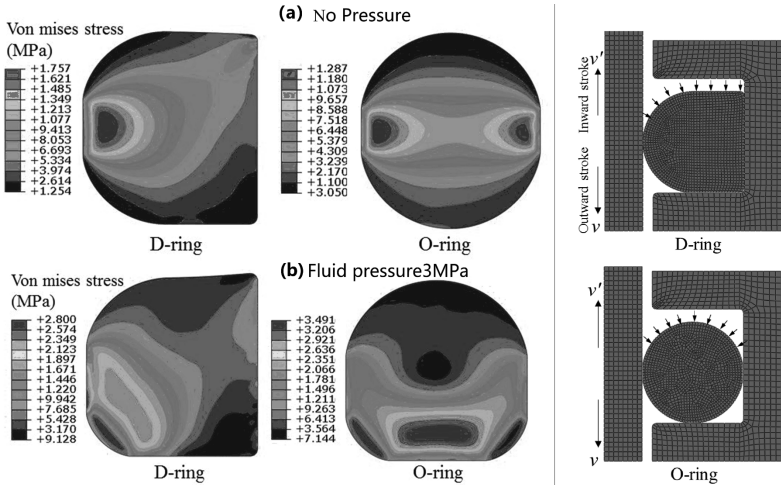 (a) No Pressure
Von mises stress
(MPa)
+1.757
+1.621
+1.485
+1.349
+1.213
+1.077
+9.413
+8.053
+6.693
+5.334
+3.974
+2.614
+1.254
D-ring
+1.287
+1.180
+1.073
+9.657
+8.588
+7.518
+6.448
+5.379
+4.309
+3.239
+2.170
+1.100
+3.050
O-ring
(b) Fluid pressure3MPa
Von mises stress
(MPa)
+2.800
+2.574
+2.349
+2.123
+1.897
+1.671
+1.446
+1.220
+9.942
+7.685
+5.428
+3.170
+9.128
D-ring
+3.491
+3.206
+2.921
+2.636
+2.351
+2.066
+1.781
+1.496
+1.211
+9.263
+6.413
+3.564
+7.144
O-ring
v'
Inward stroke
Outward stroke
v
D-ring
v'
v
O-ring